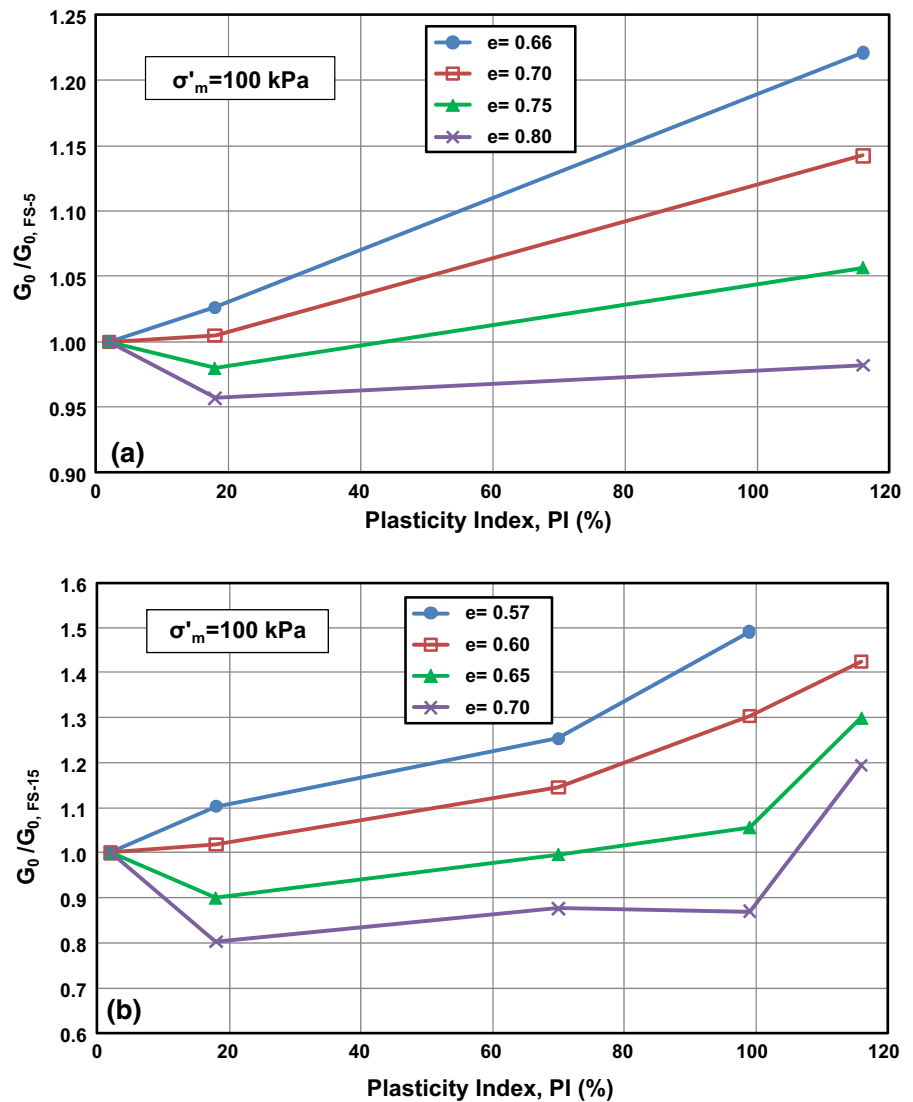 1.25
1.20
1.15
1.10
1.05
1.00
0.95
0.90
G0 /G0, FS-5
σ'm=100 kPa
e= 0.66
e= 0.70
e= 0.75
e= 0.80
(a)
0 20 40 60 80 100 120
Plasticity Index, PI (%)
1.6
1.5
1.4
1.3
1.2
1.1
1.0
0.9
0.8
0.7
0.6
G0 /G0, FS-15
σ'm=100 kPa
e= 0.57
e= 0.60
e= 0.65
e= 0.70
(b)
0 20 40 60 80 100 120
Plasticity Index, PI (%)